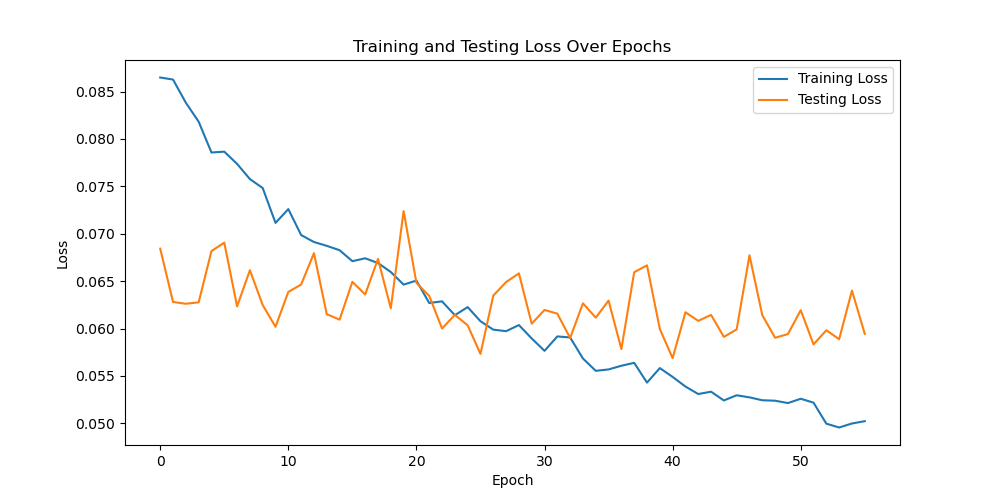 Training and Testing Loss Over Epochs
Training Loss
Testing Loss
0.085
0.080
0.075
0.070
0.065
0.060
0.055
0.050
Loss
0 10 20 30 40 50
Epoch